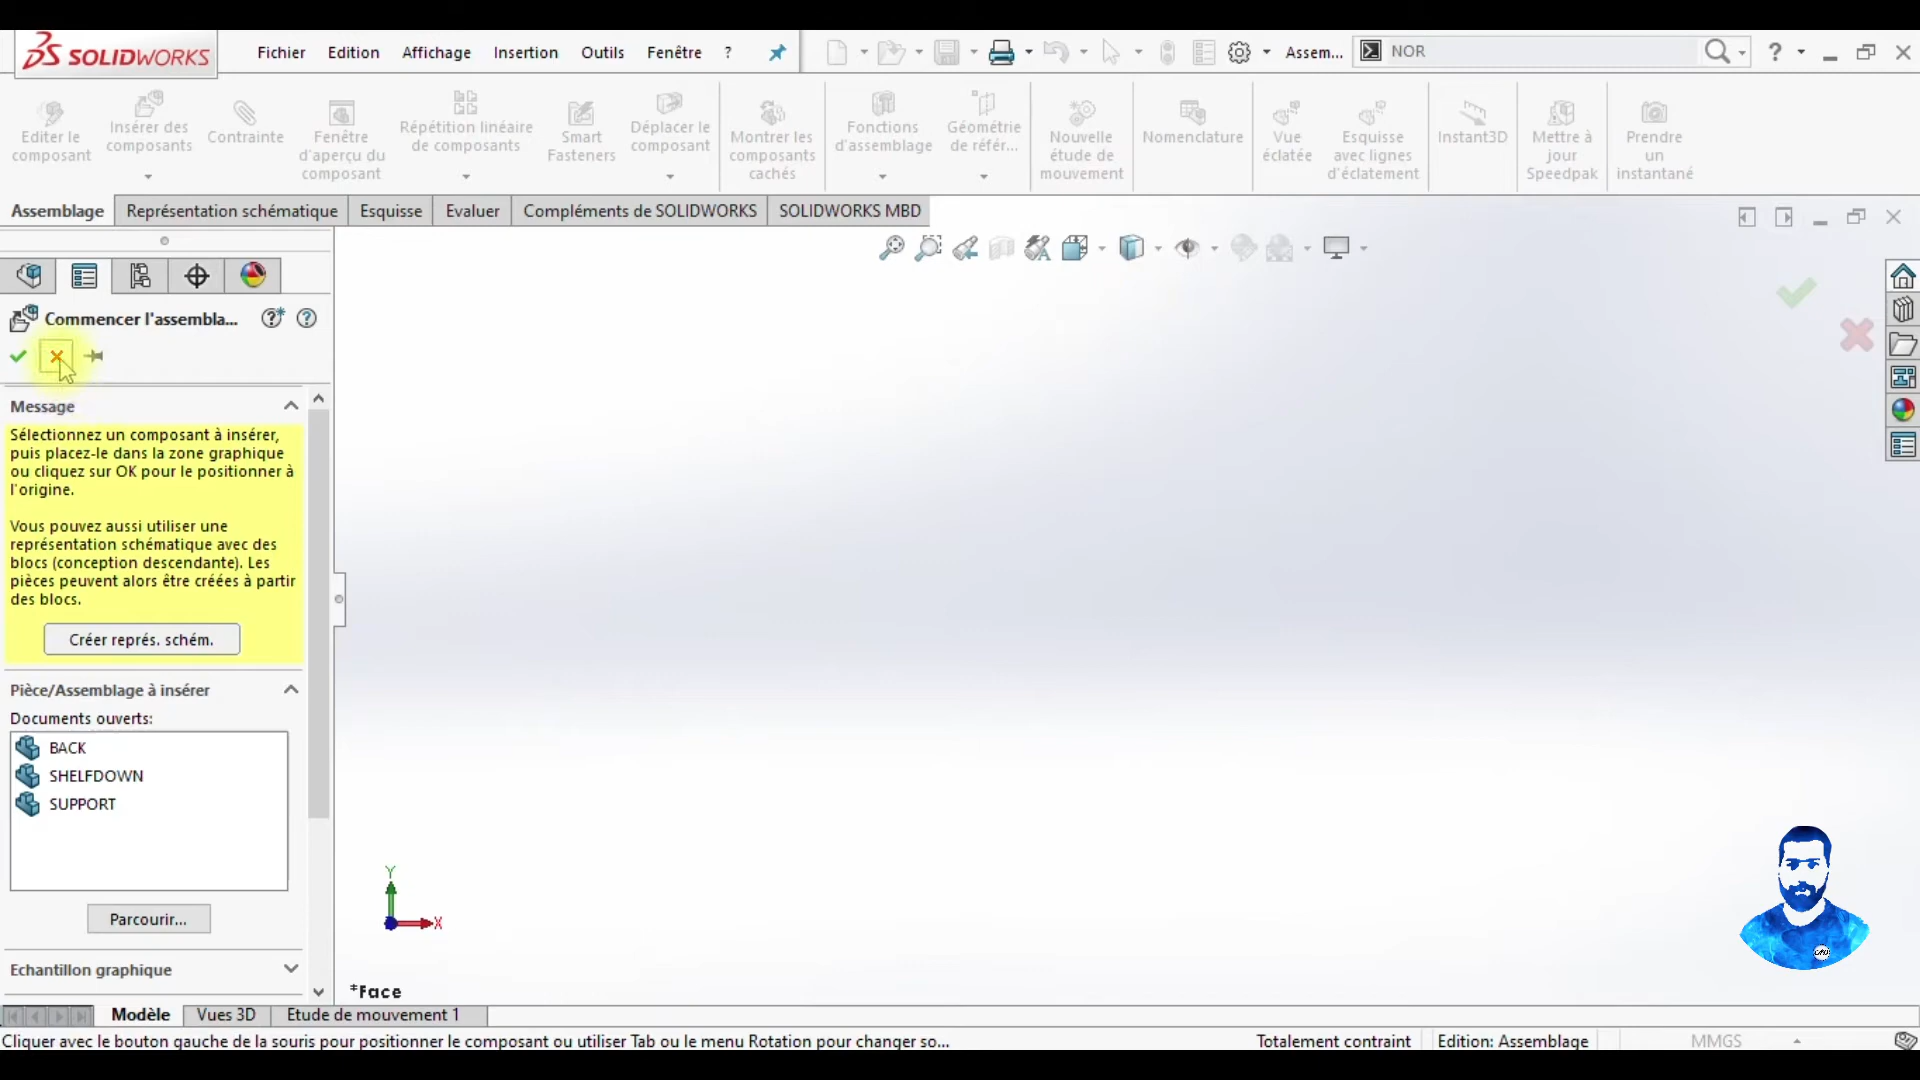 SOLIDWORKS
Fichier Edition Affichage Insertion Outils Fenêtre ?
Assem... NOR ?
Editer le composant
Insérer des composants
Contrainte
Fenêtre d'aperçu du composant
Répétition linéaire de composants
Smart Fasteners
Déplacer le composant
Montrer les composants cachés
Fonctions d'assemblage
Géométrie de référ...
Nouvelle étude de mouvement
Nomenclature
Vue éclatée
Esquisse avec lignes d'éclatement
Instant3D
Mettre à jour Speedpak
Prendre un instantané
Assemblage Représentation schématique Esquisse Evaluer Compléments de SOLIDWORKS SOLIDWORKS MBD
Commencer l'assembla...
Message
Sélectionnez un composant à insérer,
puis placez-le dans la zone graphique
ou cliquez sur OK pour le positionner à
l'origine.
Vous pouvez aussi utiliser une
représentation schématique avec des
blocs (conception descendante). Les
pièces peuvent alors être créées à partir
des blocs.
Créer représ. schém.
Pièce/Assemblage à insérer
Documents ouverts:
BACK
SHELFDOWN
SUPPORT
Parcourir...
Echantillon graphique
Y
X
*Face
Modèle Vues 3D Etude de mouvement 1
Cliquer avec le bouton gauche de la souris pour positionner le composant ou utiliser Tab ou le menu Rotation pour changer so... Totalement contraint Edition: Assemblage MMGS